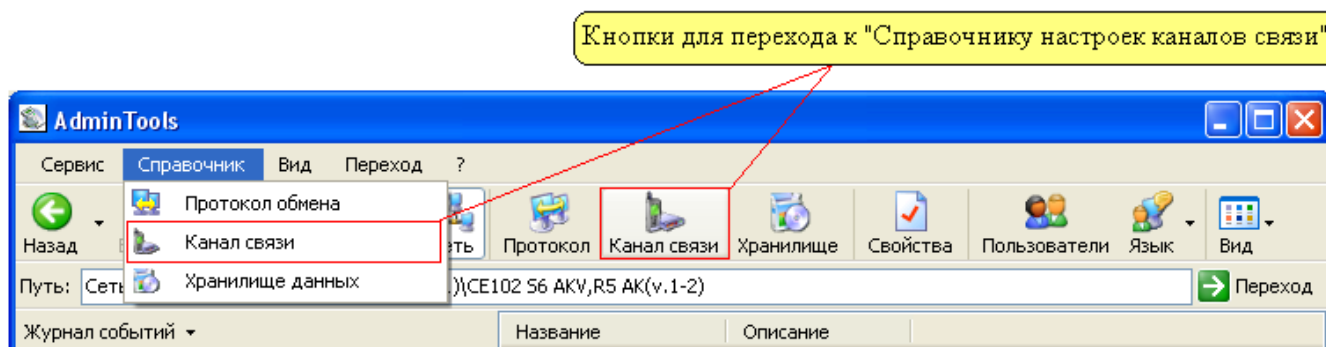 Кнопки для перехода к "Справочнику настроек каналов связи"
AdminTools
Сервис Справочник Вид Переход ?
Протокол обмена
Канал связи
Хранилище данных
Назад Протокол Канал связи Хранилище Свойства Пользователи Язык Вид
Путь: )\CE102 S6 AKV,R5 AK(v.1-2) Переход
Журнал событий Название Описание